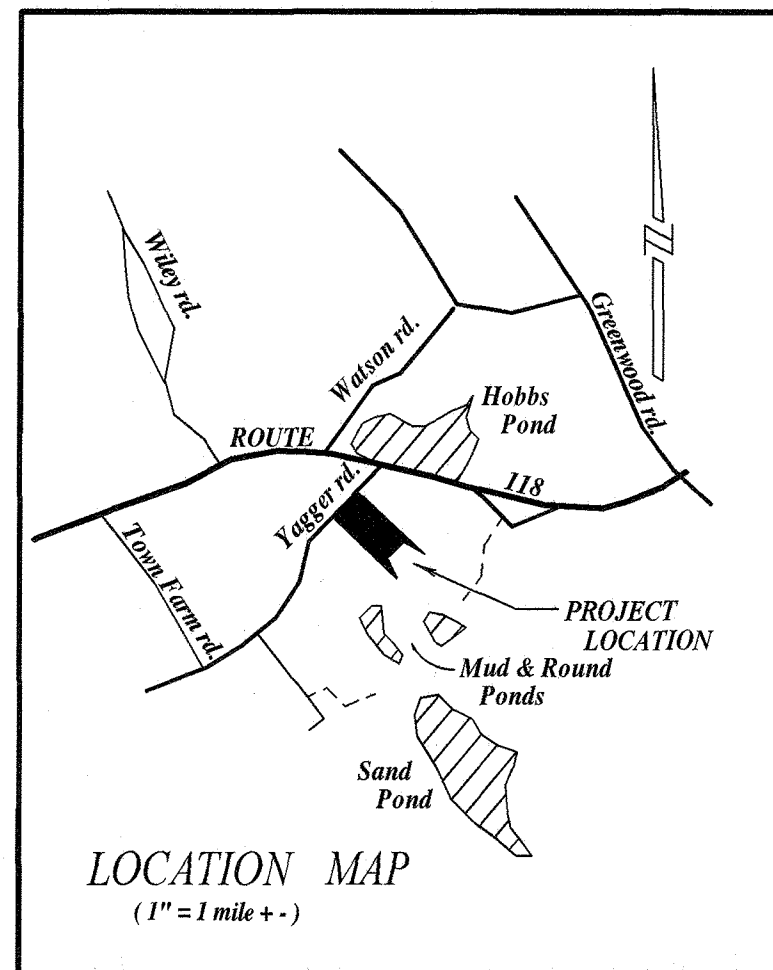 Wiley rd.
Watson rd.
Greenwood rd.
Hobbs
Pond
ROUTE
118
Yagger rd.
Town Farm rd.
PROJECT
LOCATION
Mud & Round
Ponds
Sand
Pond
LOCATION MAP
( 1" = 1 mile + - )
N